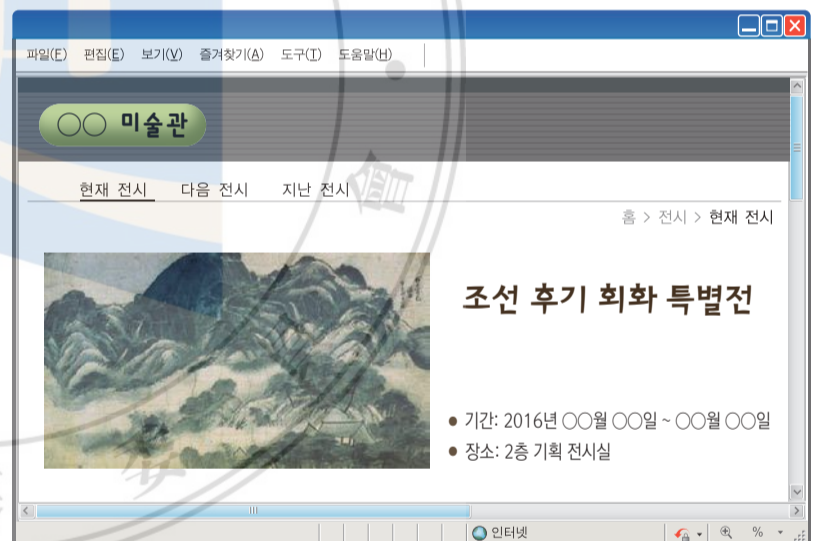 파일(F) 편집(E) 보기(V) 즐겨찾기(A) 도구(T) 도움말(H)
○○ 미술관
현재 전시 다음 전시 지난 전시
홈 > 전시 > 현재 전시
조선 후기 회화 특별전
● 기간: 2016년 ○○월 ○○일 ~ ○○월 ○○일
● 장소: 2층 기획 전시실
인터넷 %